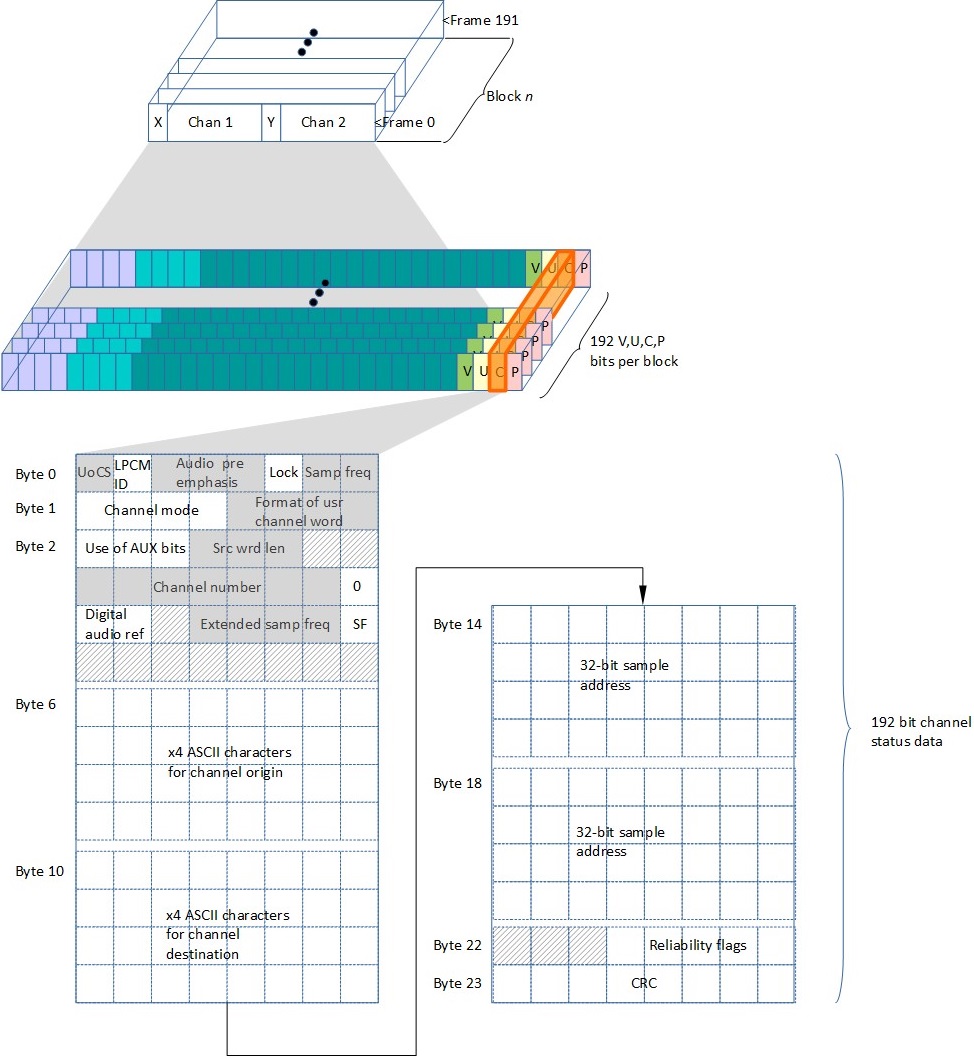 <Frame 191
Block n
X Chan 1 Y Chan 2 <Frame 0
V U C P
V
V
V
P
P
P
V U C P
192 V,U,C,P
bits per block
Byte 0
UoCS
LPCM
ID
Audio pre
emphasis
Lock
Samp freq
Byte 1
Channel mode
Format of usr
channel word
Byte 2
Use of AUX bits
Src wrd len
Channel number
0
Digital
audio ref
Extended samp freq
SF
Byte 6
x4 ASCII characters
for channel origin
Byte 10
x4 ASCII characters
for channel
destination
Byte 14
32-bit sample
address
Byte 18
32-bit sample
address
Byte 22
Reliability flags
Byte 23
CRC
192 bit channel
status data